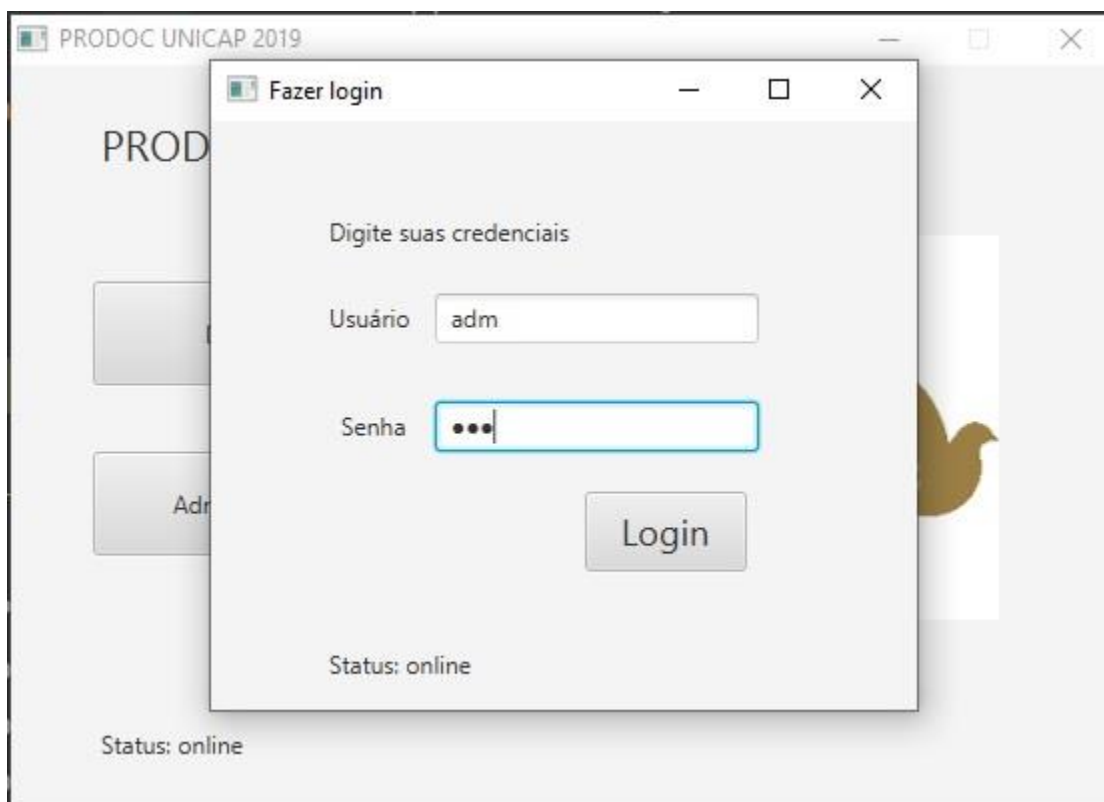 PRODOC UNICAP 2019
Fazer login
PROD
Digite suas credenciais
Usuário adm
Senha •••
Adr
Login
Status: online
Status: online